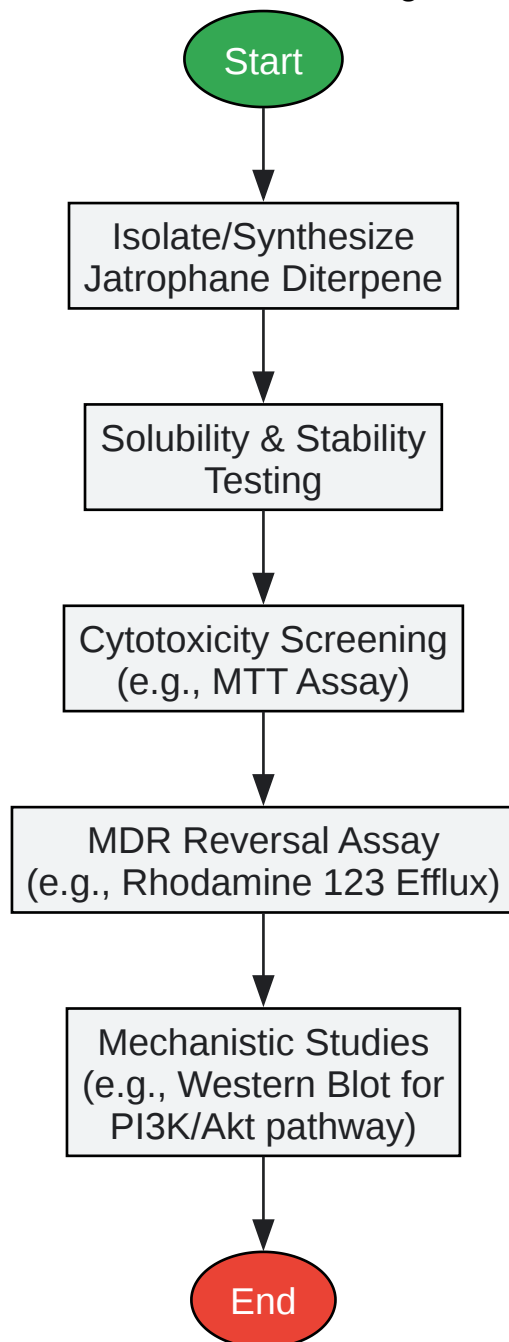 Start
Isolate/Synthesize
Jatrophane Diterpene
Solubility & Stability
Testing
Cytotoxicity Screening
(e.g., MTT Assay)
MDR Reversal Assay
(e.g., Rhodamine 123 Efflux)
Mechanistic Studies
(e.g., Western Blot for
PI3K/Akt pathway)
End